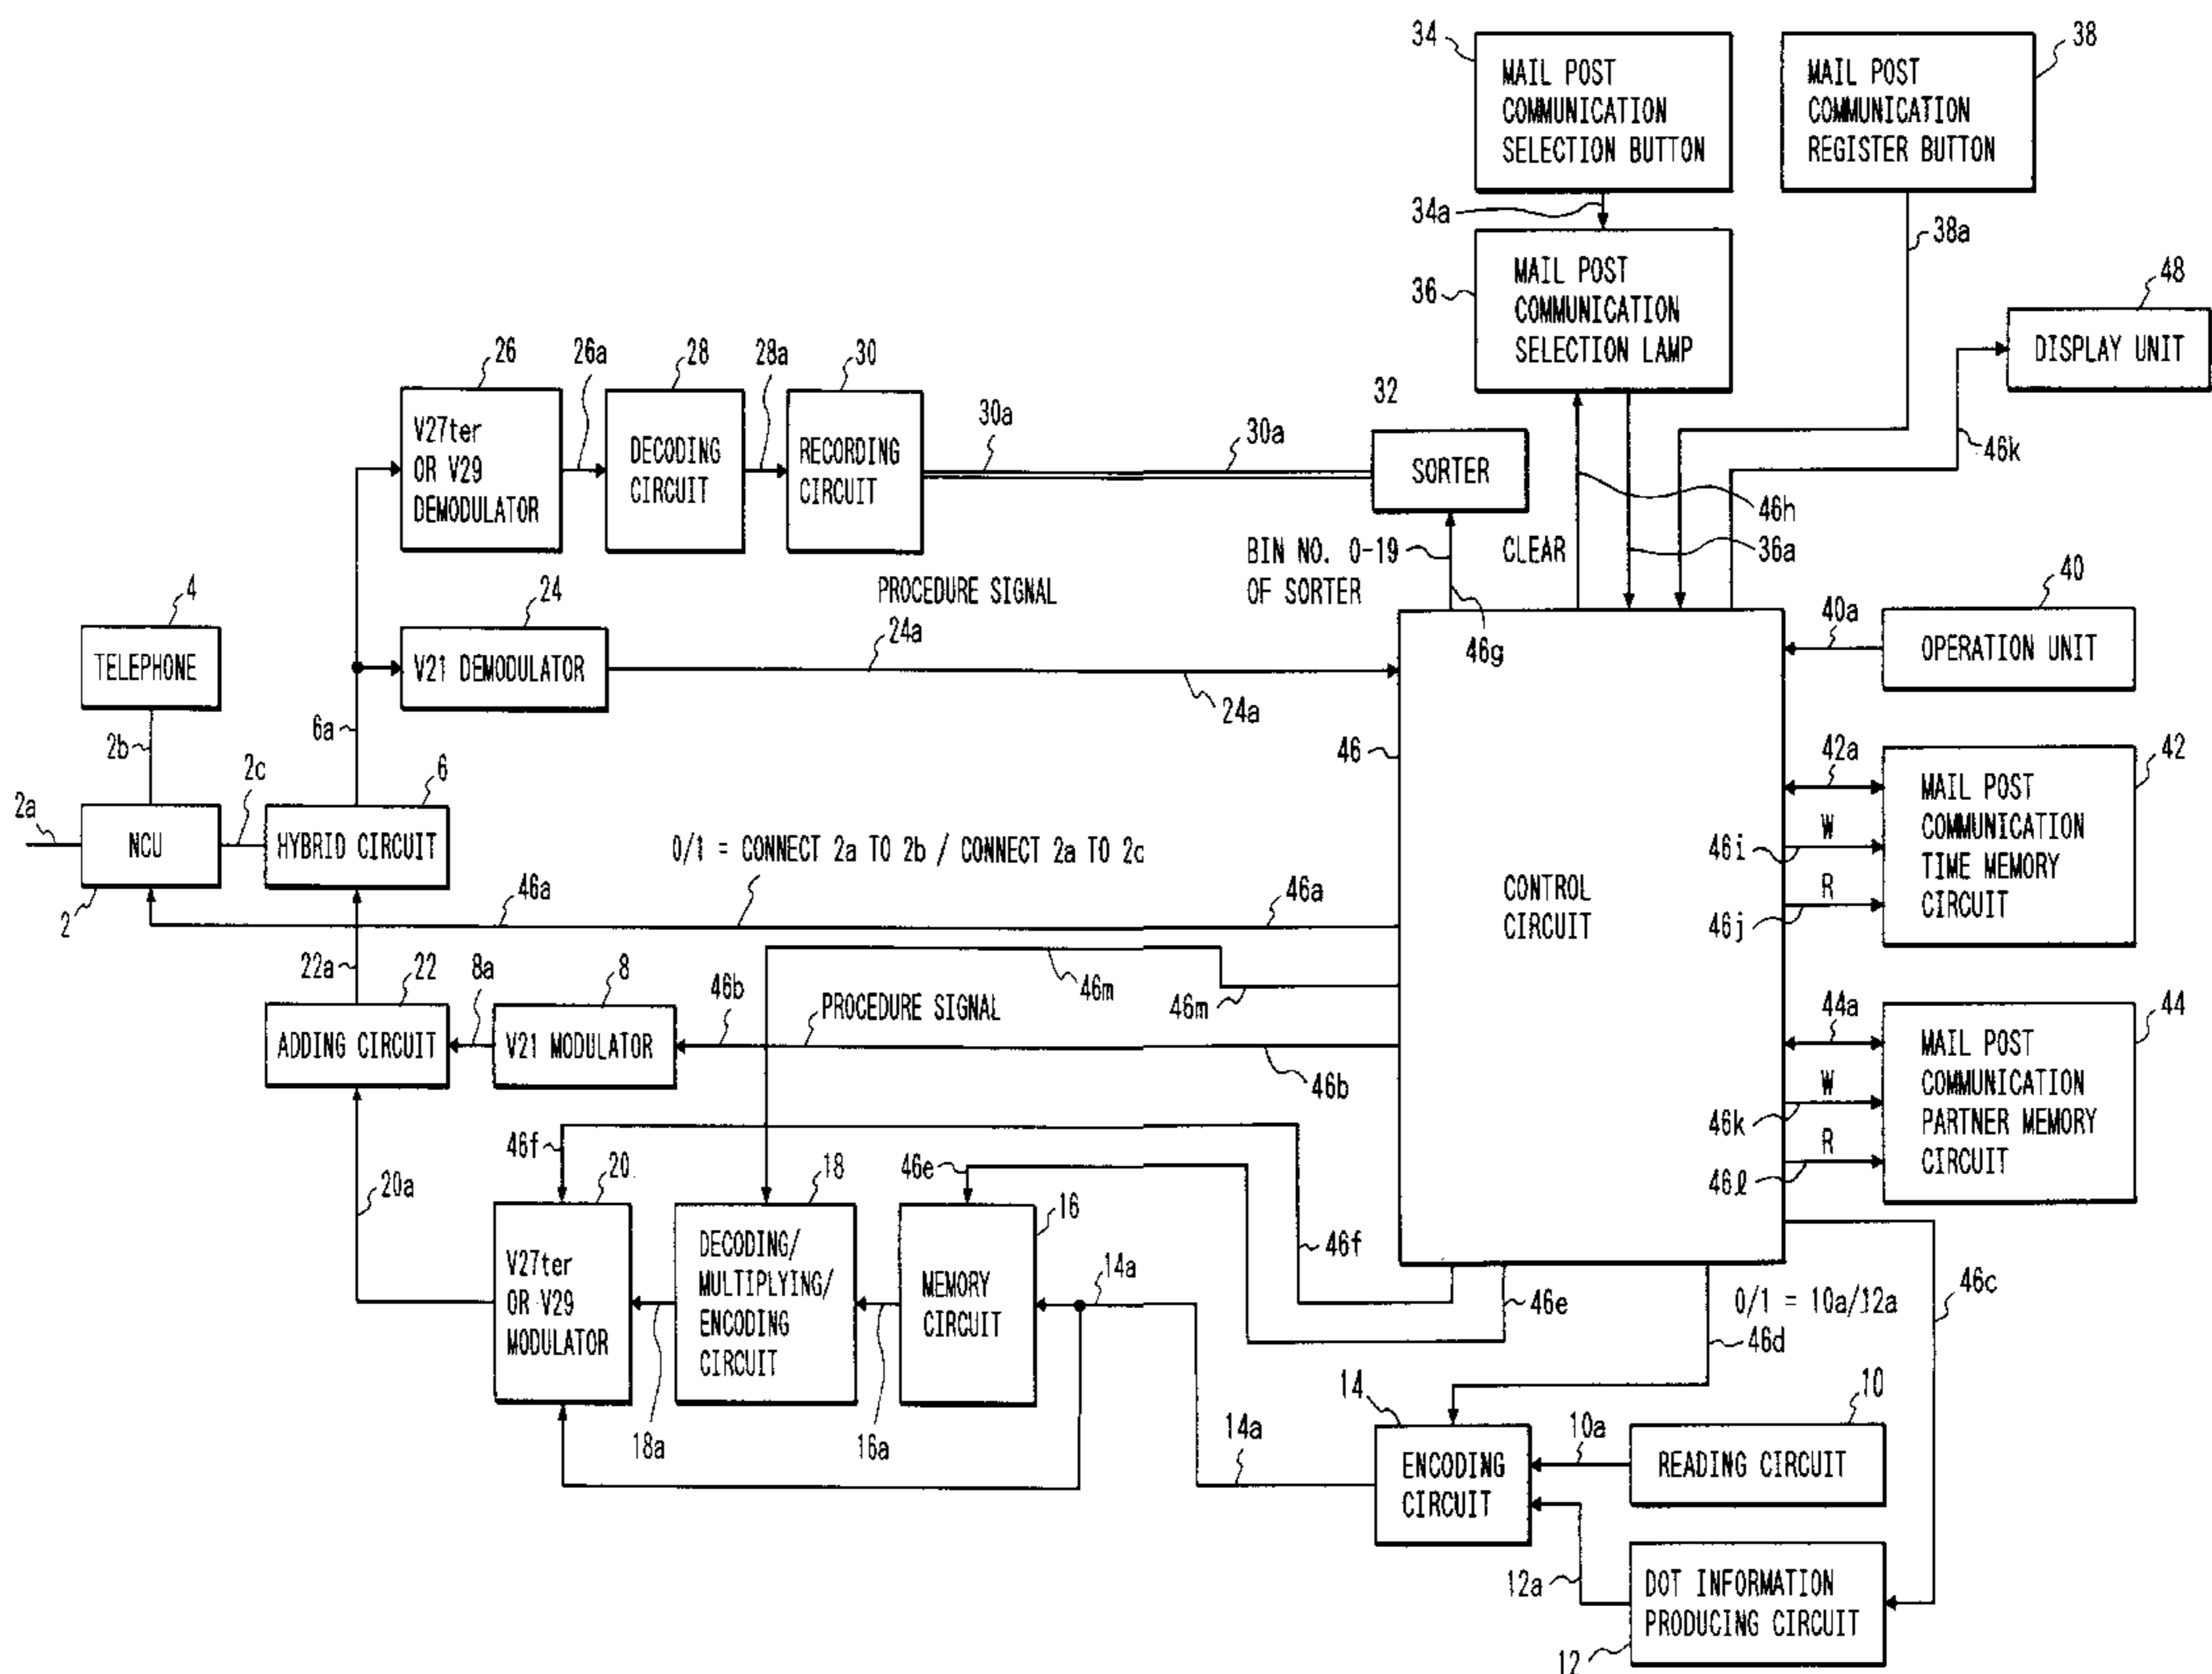 34
MAIL POST
COMMUNICATION
SELECTION BUTTON
38
MAIL POST
COMMUNICATION
REGISTER BUTTON
34a
38a
36
MAIL POST
COMMUNICATION
SELECTION LAMP
48
DISPLAY UNIT
46k
26
V27ter
OR V29
DEMODULATOR
26a
28
DECODING
CIRCUIT
28a
30
RECORDING
CIRCUIT
30a
30a
32
SORTER
46h
36a
BIN NO. 0-19
OF SORTER
CLEAR
46g
4
TELEPHONE
24
V21 DEMODULATOR
PROCEDURE SIGNAL
24a
24a
40
40a
OPERATION UNIT
2b
6a
2a
NCU
2
2c
6
HYBRID CIRCUIT
0/1 = CONNECT 2a TO 2b / CONNECT 2a TO 2c
46a
46a
46
CONTROL
CIRCUIT
42a
42
W
46i
R
46j
MAIL POST
COMMUNICATION
TIME MEMORY
CIRCUIT
22a
22
ADDING CIRCUIT
8a
8
V21 MODULATOR
46b
PROCEDURE SIGNAL
46m
46m
46b
44a
44
W
46k
R
46ℓ
MAIL POST
COMMUNICATION
PARTNER MEMORY
CIRCUIT
20a
46f
20
V27ter
OR V29
MODULATOR
18
DECODING/
MULTIPLYING/
ENCODING
CIRCUIT
46e
16
MEMORY
CIRCUIT
18a
16a
14a
46f
46e
0/1 = 10a/12a
46d
46c
14a
14
ENCODING
CIRCUIT
10a
10
READING CIRCUIT
12a
DOT INFORMATION
PRODUCING CIRCUIT
12